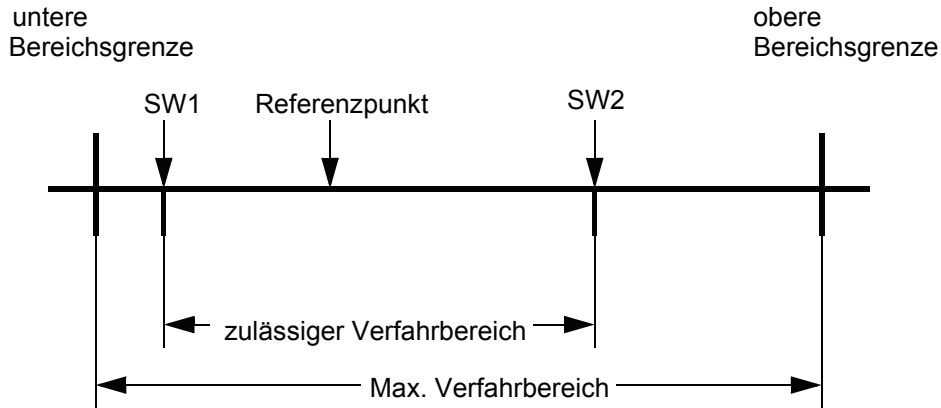 untere
Bereichsgrenze
obere
Bereichsgrenze
SW1
Referenzpunkt
SW2
zulässiger Verfahrbereich
Max. Verfahrbereich